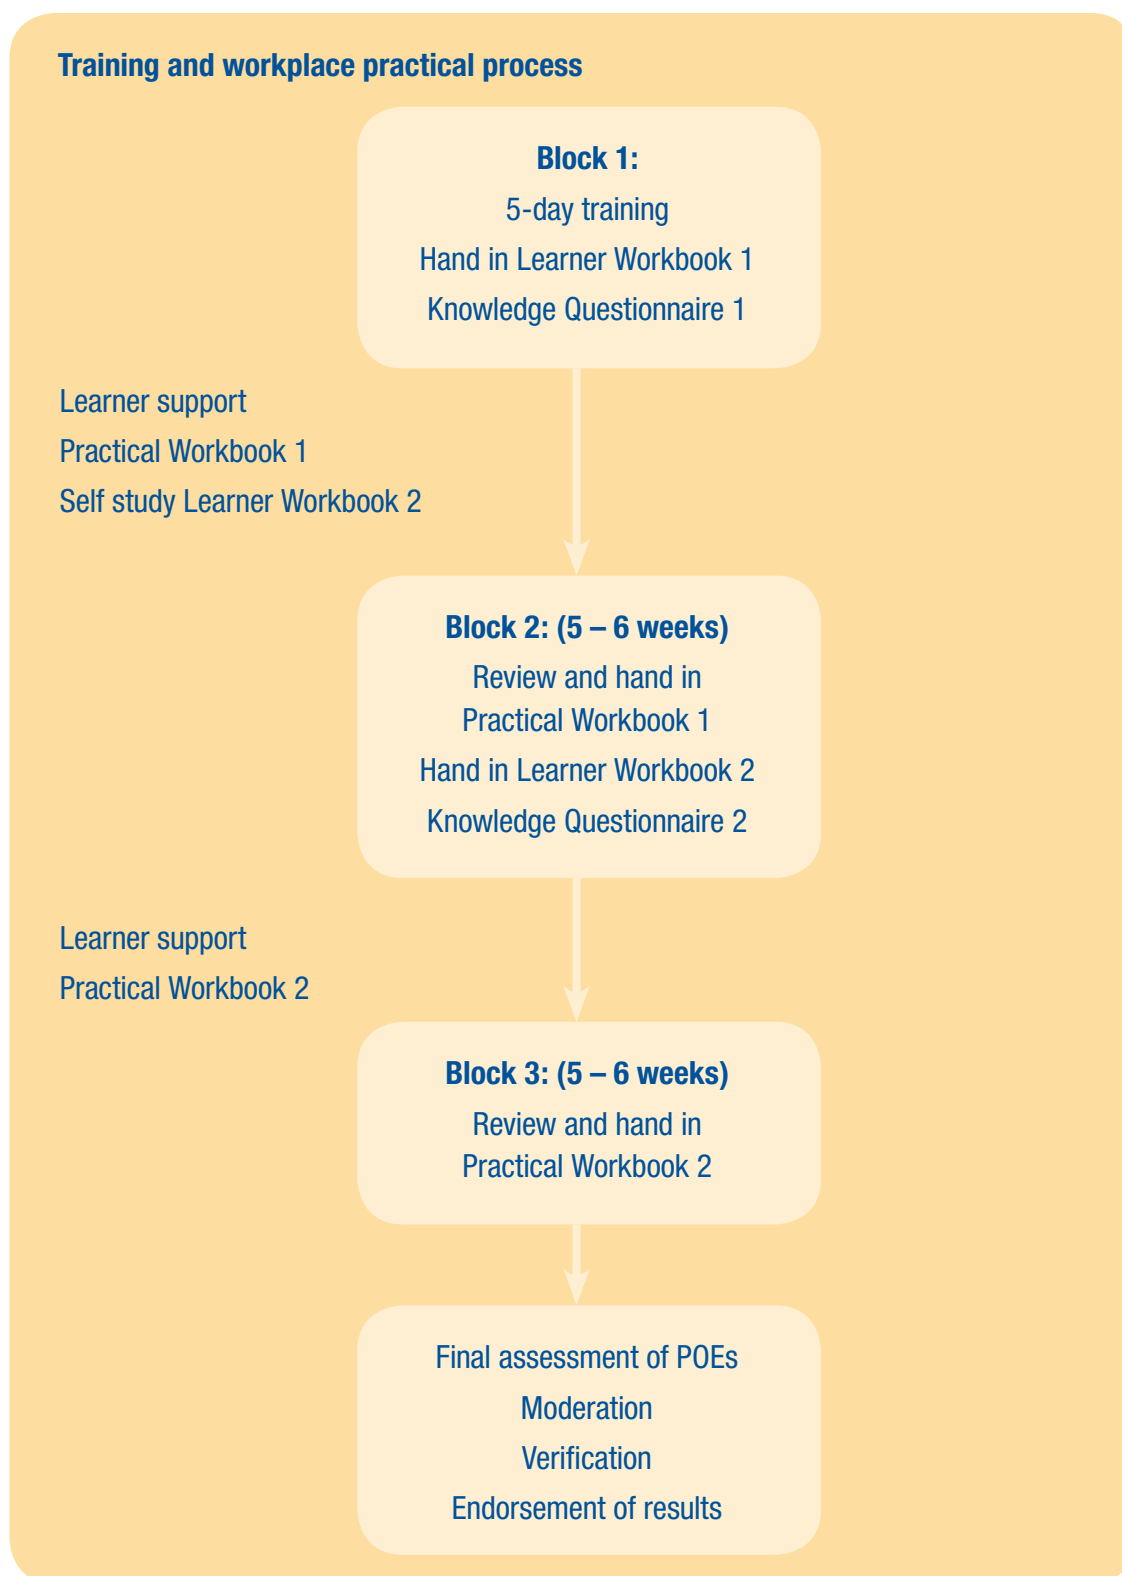 Training and workplace practical process
Block 1:
5-day training
Hand in Learner Workbook 1
Knowledge Questionnaire 1
Learner support
Practical Workbook 1
Self study Learner Workbook 2
Block 2: (5 – 6 weeks)
Review and hand in
Practical Workbook 1
Hand in Learner Workbook 2
Knowledge Questionnaire 2
Learner support
Practical Workbook 2
Block 3: (5 – 6 weeks)
Review and hand in
Practical Workbook 2
Final assessment of POEs
Moderation
Verification
Endorsement of results